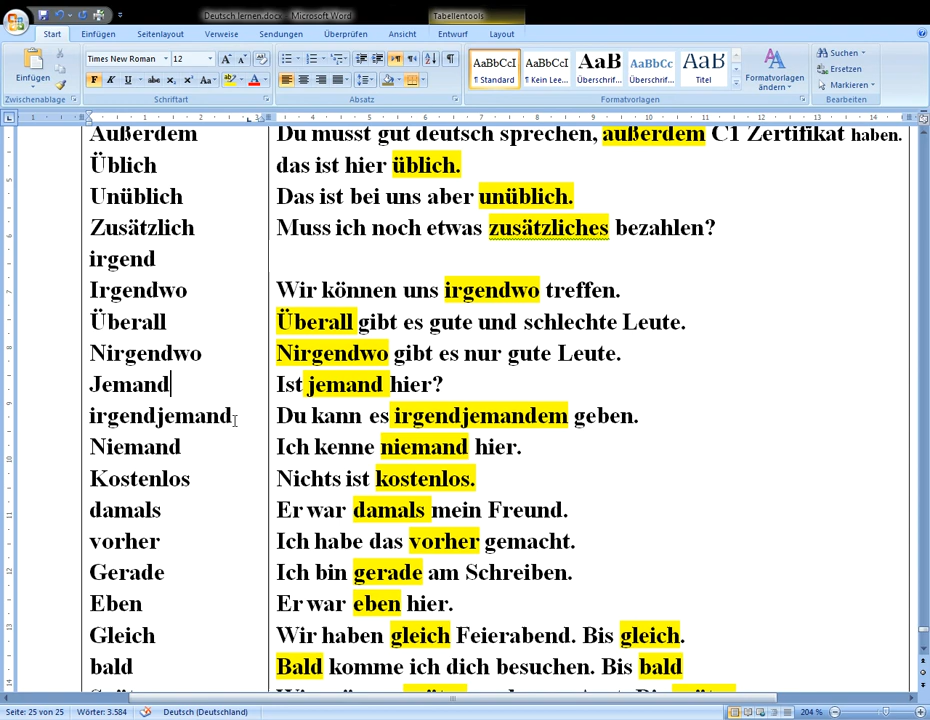 Deutsch lernen.docx - Microsoft Word Tabellentools
Start Einfügen Seitenlayout Verweise Sendungen Überprüfen Ansicht Entwurf Layout
Times New Roman 12
AaBbCcI AaBbCcI AaBb AaBbCc AaBb
Suchen
Ersetzen
Markieren
Einfügen F K U ¶ Standard ¶ Kein Lee... Überschrif... Überschrif... Titel Formatvorlagen ändern
Zwischenablage Schriftart Absatz Formatvorlagen Bearbeiten
Außerdem Du musst gut deutsch sprechen, außerdem C1 Zertifikat haben.
Üblich das ist hier üblich.
Unüblich Das ist bei uns aber unüblich.
Zusätzlich Muss ich noch etwas zusätzliches bezahlen?
irgend
Irgendwo Wir können uns irgendwo treffen.
Überall Überall gibt es gute und schlechte Leute.
Nirgendwo Nirgendwo gibt es nur gute Leute.
Jemand Ist jemand hier?
irgendjemand Du kann es irgendjemandem geben.
Niemand Ich kenne niemand hier.
Kostenlos Nichts ist kostenlos.
damals Er war damals mein Freund.
vorher Ich habe das vorher gemacht.
Gerade Ich bin gerade am Schreiben.
Eben Er war eben hier.
Gleich Wir haben gleich Feierabend. Bis gleich.
bald Bald komme ich dich besuchen. Bis bald
Seite: 25 von 25 Wörter: 3.584 Deutsch (Deutschland) 204 %